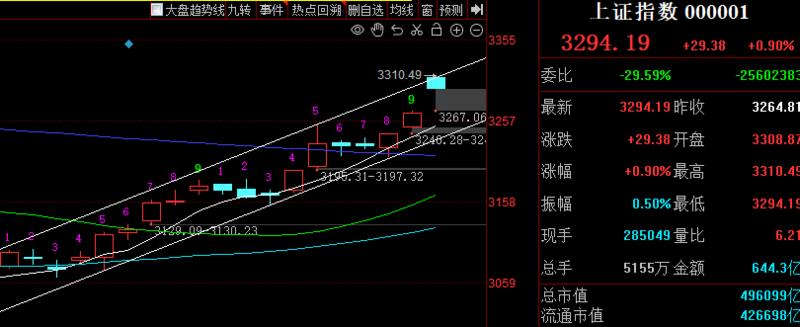 大盘趋势线 九转 事件 热点回溯 删自选 均线 窗 预测
上证指数 000001
3294.19 +29.38 +0.90%
委比 -29.59% -25602383
最新 3294.19 昨收 3264.81
涨跌 +29.38 开盘 3308.87
涨幅 +0.90% 最高 3310.49
振幅 0.50% 最低 3294.19
现手 285049 量比 6.21
总手 5155万 金额 644.3亿
总市值 496099亿
流通市值 426698亿
3355
3310.49
9
5 3257
3267.06
6 7 8
3240.28-324
9
4
7 8 1 2 3
3195.31-3197.32
3158
5 6
3129.09-3130.23
1 2 3 4
3059